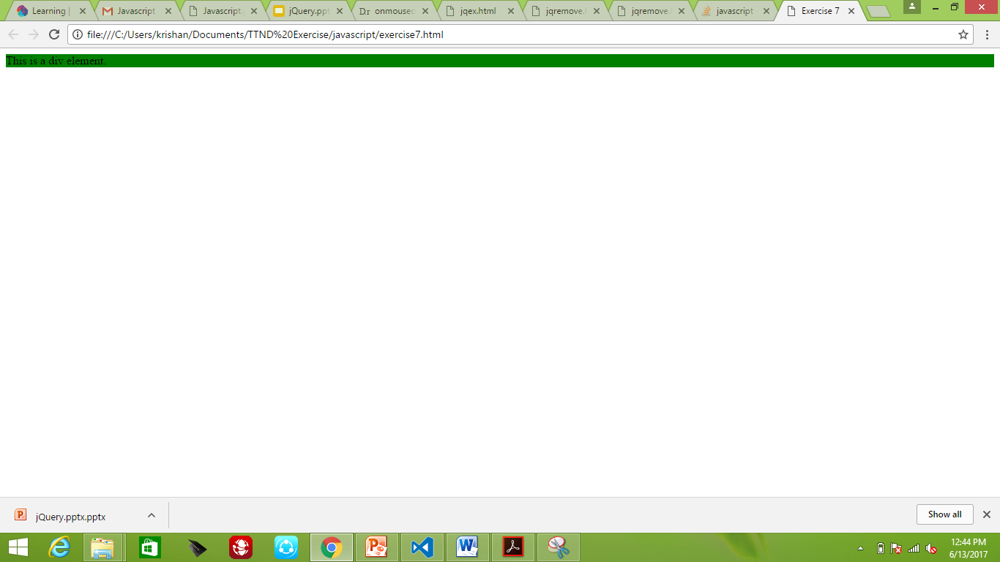 Learning |
Javascript
Javascript.
jQuery.ppt
Dr onmouseo
jqex.html
jqremove.
jqremove.
javascript
Exercise 7
file:///C:/Users/krishan/Documents/TTND%20Exercise/javascript/exercise7.html
This is a div element.
jQuery.pptx.pptx
Show all
12:44 PM
6/13/2017